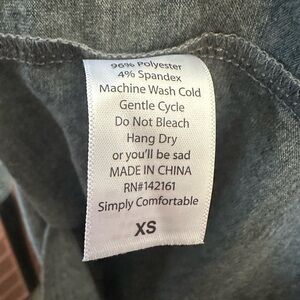 96% Polyester
4% Spandex
Machine Wash Cold
Gentle Cycle
Do Not Bleach
Hang Dry
or you'll be sad
MADE IN CHINA
RN#142161
Simply Comfortable
XS